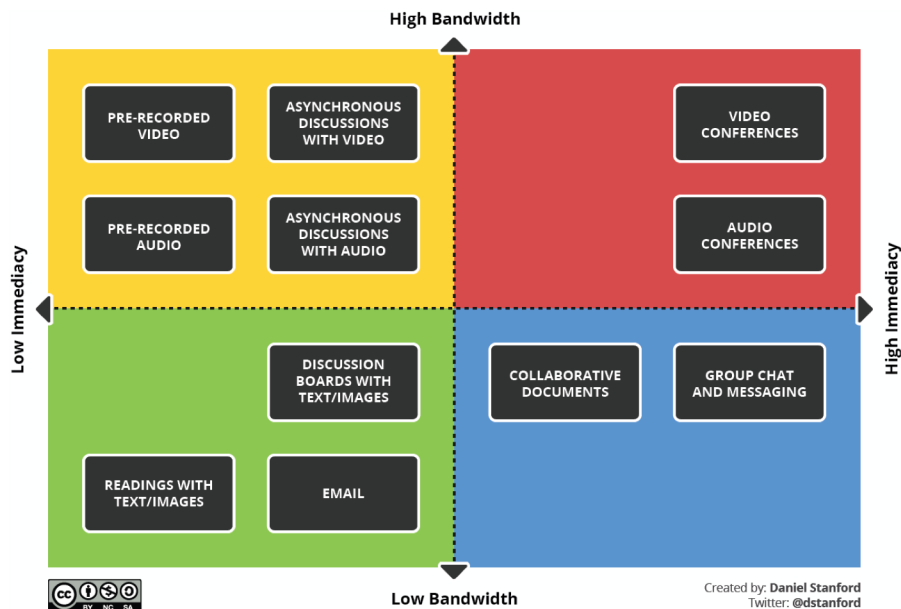 High Bandwidth
PRE-RECORDED
VIDEO
ASYNCHRONOUS
DISCUSSIONS
WITH VIDEO
VIDEO
CONFERENCES
PRE-RECORDED
AUDIO
ASYNCHRONOUS
DISCUSSIONS
WITH AUDIO
AUDIO
CONFERENCES
Low Immediacy
High Immediacy
DISCUSSION
BOARDS WITH
TEXT/IMAGES
COLLABORATIVE
DOCUMENTS
GROUP CHAT
AND MESSAGING
READINGS WITH
TEXT/IMAGES
EMAIL
cc
BY NC SA
Low Bandwidth
Created by: Daniel Stanford
Twitter: @dstanford